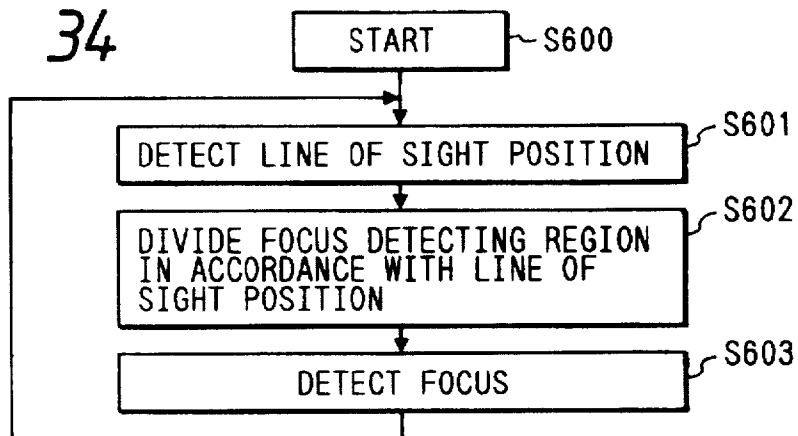 34
START
S600
DETECT LINE OF SIGHT POSITION
S601
DIVIDE FOCUS DETECTING REGION
IN ACCORDANCE WITH LINE OF
SIGHT POSITION
S602
DETECT FOCUS
S603